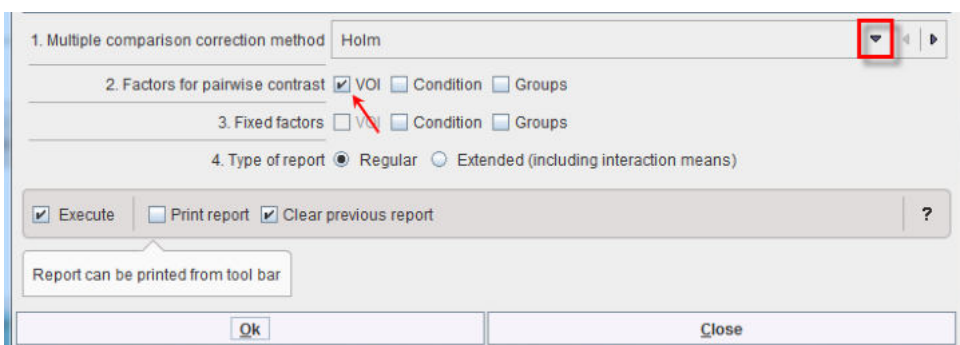 1. Multiple comparison correction method Holm
2. Factors for pairwise contrast VOI Condition Groups
3. Fixed factors VOI Condition Groups
4. Type of report Regular Extended (including interaction means)
Execute Print report Clear previous report ?
Report can be printed from tool bar
Ok Close